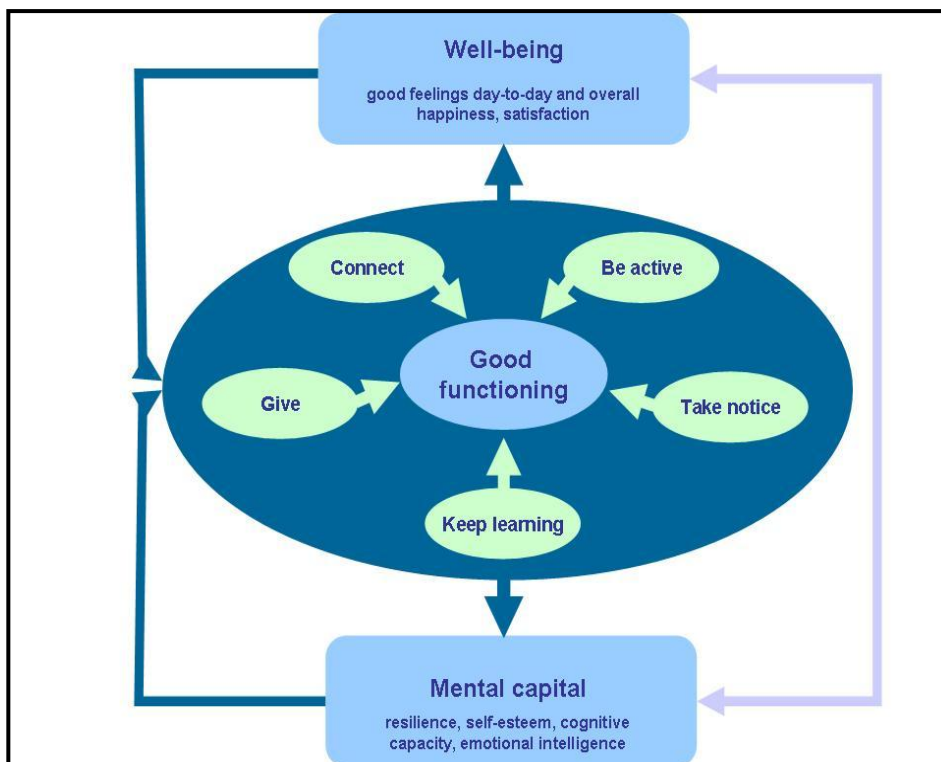 Well-being
good feelings day-to-day and overall
happiness, satisfaction
Connect
Be active
Good
functioning
Give
Take notice
Keep learning
Mental capital
resilience, self-esteem, cognitive
capacity, emotional intelligence